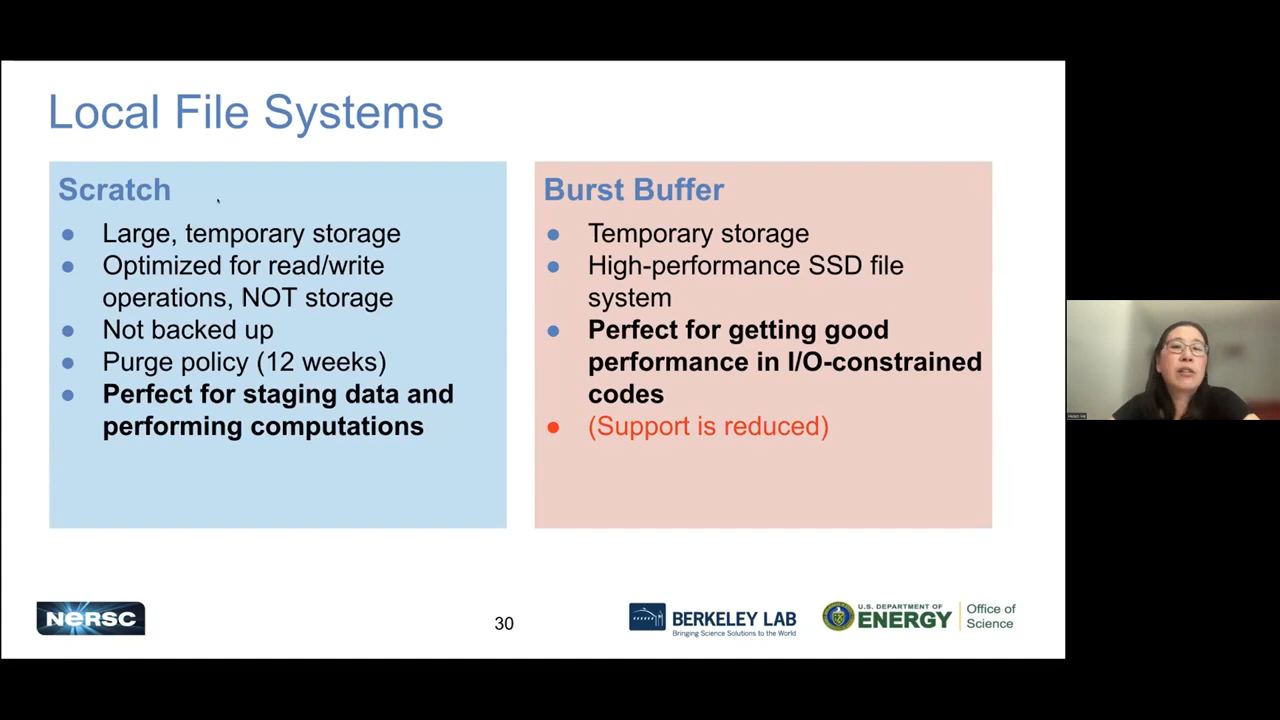 Local File Systems
Scratch
● Large, temporary storage
● Optimized for read/write
operations, NOT storage
● Not backed up
● Purge policy (12 weeks)
● Perfect for staging data and
performing computations
Burst Buffer
● Temporary storage
● High-performance SSD file
system
● Perfect for getting good
performance in I/O-constrained
codes
● (Support is reduced)
NERSC
30
BERKELEY LAB
Bringing Science Solutions to the World
U.S. DEPARTMENT OF
ENERGY
Office of
Science